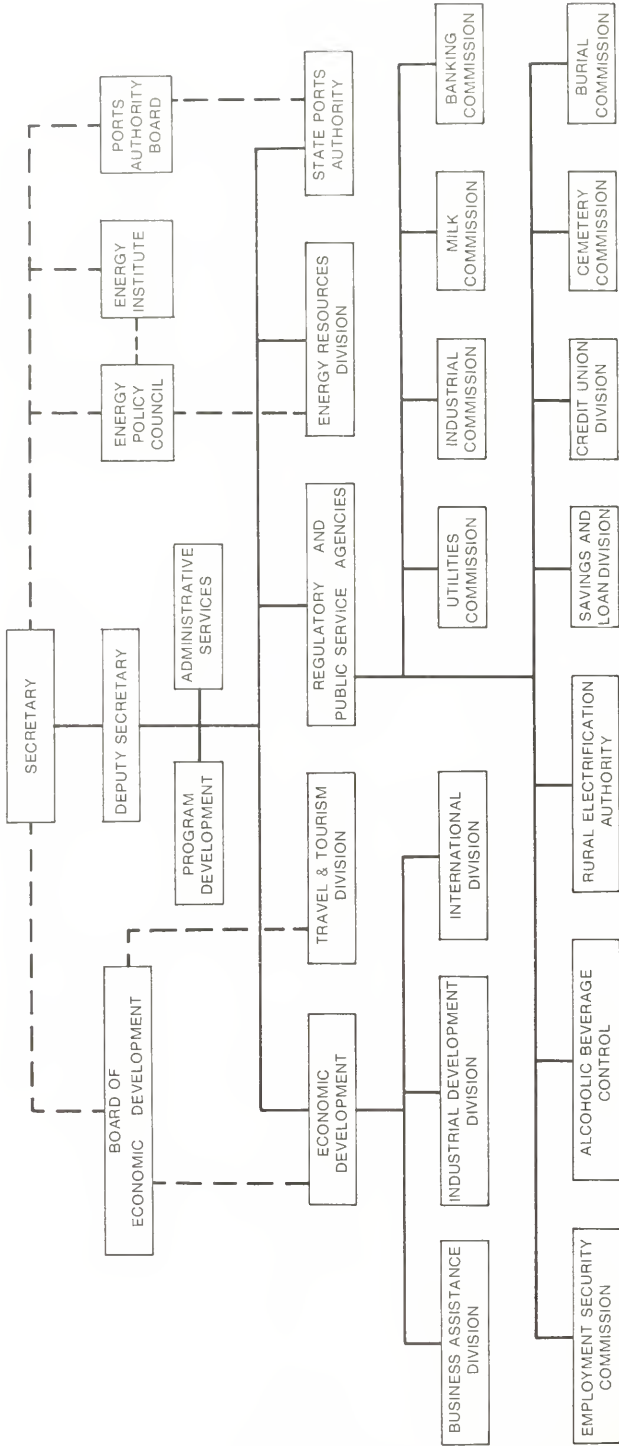 SECRETARY
DEPUTY SECRETARY
PROGRAM
DEVELOPMENT
ADMINISTRATIVE
SERVICES
BOARD OF
ECONOMIC DEVELOPMENT
ENERGY
POLICY
COUNCIL
ENERGY
INSTITUTE
PORTS
AUTHORITY
BOARD
ECONOMIC
DEVELOPMENT
TRAVEL & TOURISM
DIVISION
REGULATORY AND
PUBLIC SERVICE AGENCIES
ENERGY RESOURCES
DIVISION
STATE PORTS
AUTHORITY
BUSINESS ASSISTANCE
DIVISION
INDUSTRIAL DEVELOPMENT
DIVISION
INTERNATIONAL
DIVISION
UTILITIES
COMMISSION
INDUSTRIAL
COMMISSION
MILK
COMMISSION
BANKING
COMMISSION
EMPLOYMENT SECURITY
COMMISSION
ALCOHOLIC BEVERAGE
CONTROL
RURAL ELECTRIFICATION
AUTHORITY
SAVINGS AND
LOAN DIVISION
CREDIT UNION
DIVISION
CEMETERY
COMMISSION
BURIAL
COMMISSION